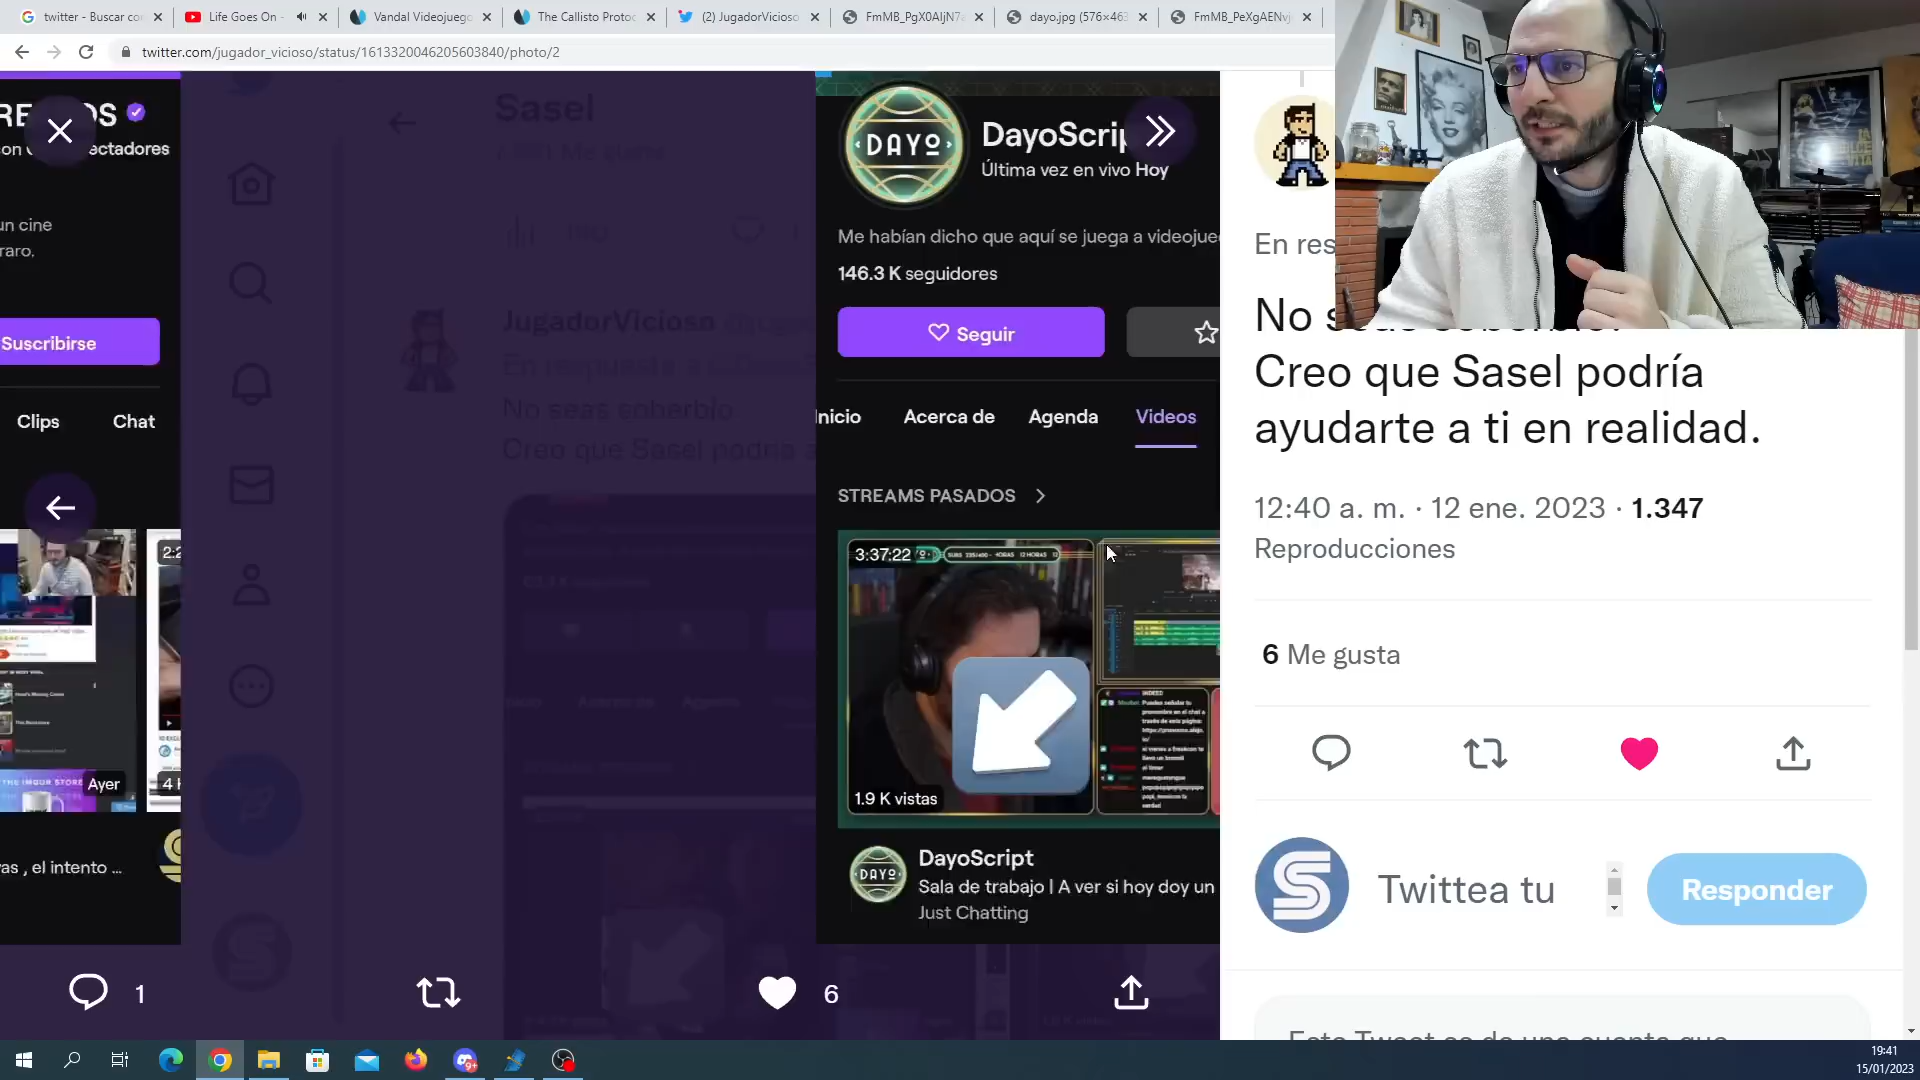 twitter - Buscar co
Life Goes On -
Vandal Videojuego
The Callisto Protoc
(2) JugadorVicioso
FmMB_PgX0AIjN7
dayo.jpg (576×463
FmMB_PeXgAENvj
twitter.com/jugador_vicioso/status/1613320046205603840/photo/2
ectadores
un cine
raro.
Suscribirse
Clips
Chat
2:2
Ayer
4 H
as , el intento ...
Sasel
JugadorVicioso
En respuesta a
No seas soberbio
Creo que Sasel podría a
DAYO
DayoScrip
Última vez en vivo Hoy
Me habían dicho que aquí se juega a videojue
146.3 K seguidores
Seguir
Inicio
Acerca de
Agenda
Videos
STREAMS PASADOS
3:37:22
1.9 K vistas
DAYO
DayoScript
Sala de trabajo | A ver si hoy doy un
Just Chatting
1
6
En res
No seas soberbio.
Creo que Sasel podría
ayudarte a ti en realidad.
12:40 a. m. · 12 ene. 2023 · 1.347
Reproducciones
6 Me gusta
Twittea tu
Responder
Este Tweet es de una cuenta que
19:41
15/01/2023